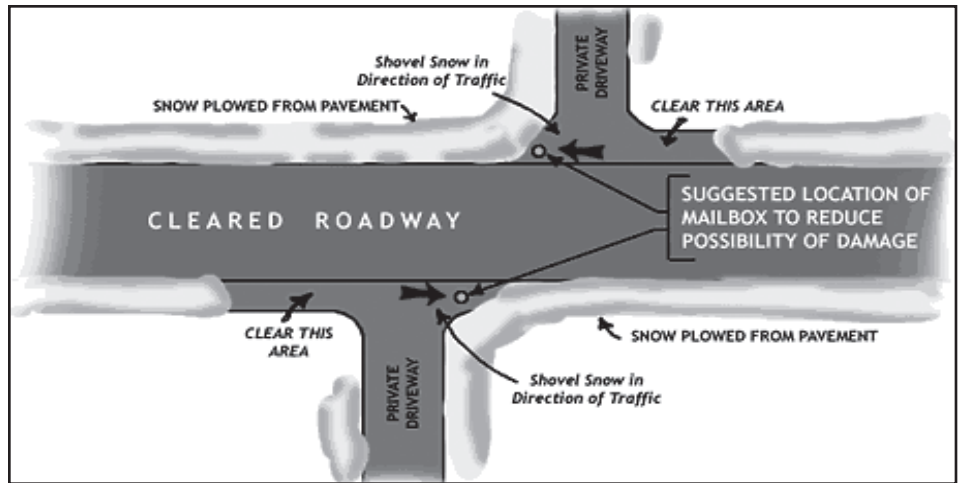 PRIVATE
DRIVEWAY
Shovel Snow in
Direction of Traffic
SNOW PLOWED FROM PAVEMENT
CLEAR THIS AREA
CLEARED ROADWAY
SUGGESTED LOCATION OF
MAILBOX TO REDUCE
POSSIBILITY OF DAMAGE
CLEAR THIS
AREA
SNOW PLOWED FROM PAVEMENT
PRIVATE
DRIVEWAY
Shovel Snow in
Direction of Traffic